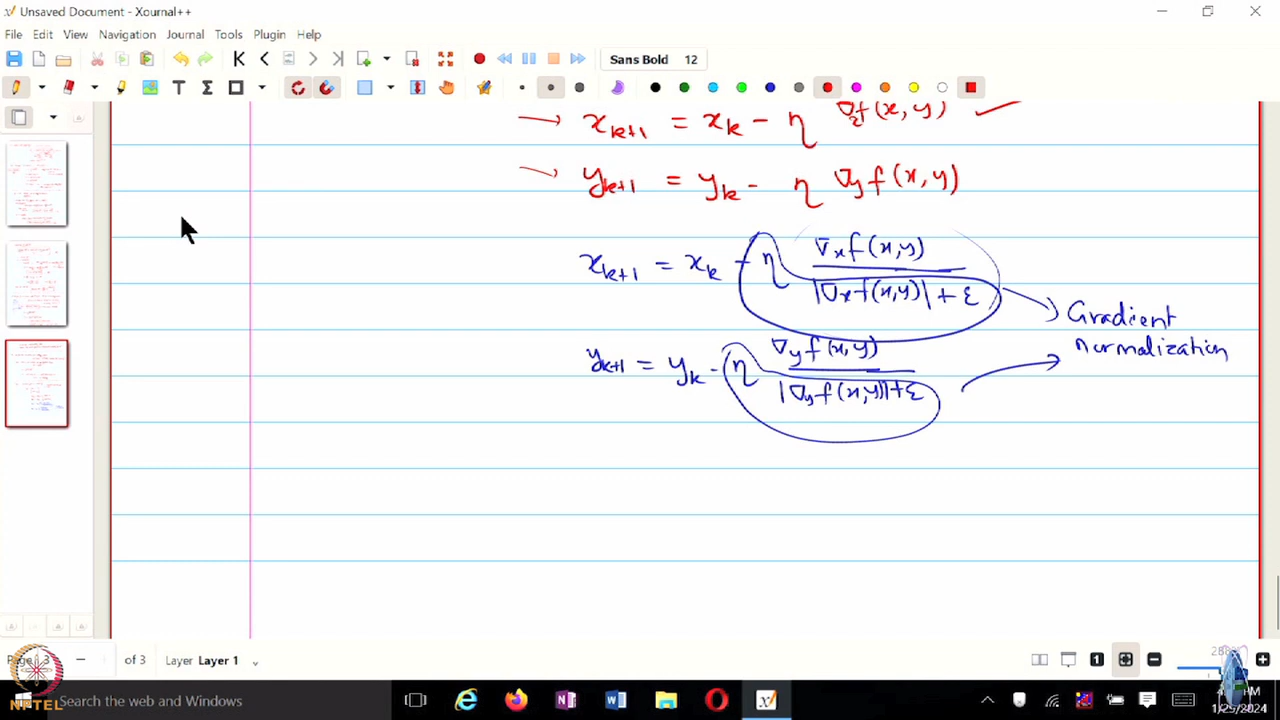 Unsaved Document - Xournal++
File Edit View Navigation Journal Tools Plugin Help
Sans Bold 12
→ x_{k+1} = x_k - η ∇_x f(x, y) ✓
→ y_{k+1} = y_k - η ∇_y f(x, y)
x_{k+1} = x_k - η ∇_x f(x,y) / |∇_x f(x,y)| + ε
Gradient
normalization
y_{k+1} = y_k - η ∇_y f(x,y) / |∇_y f(x,y)| + ε
3 of 3 Layer Layer 1
NPTEL
Search the web and Windows
1/25/2024